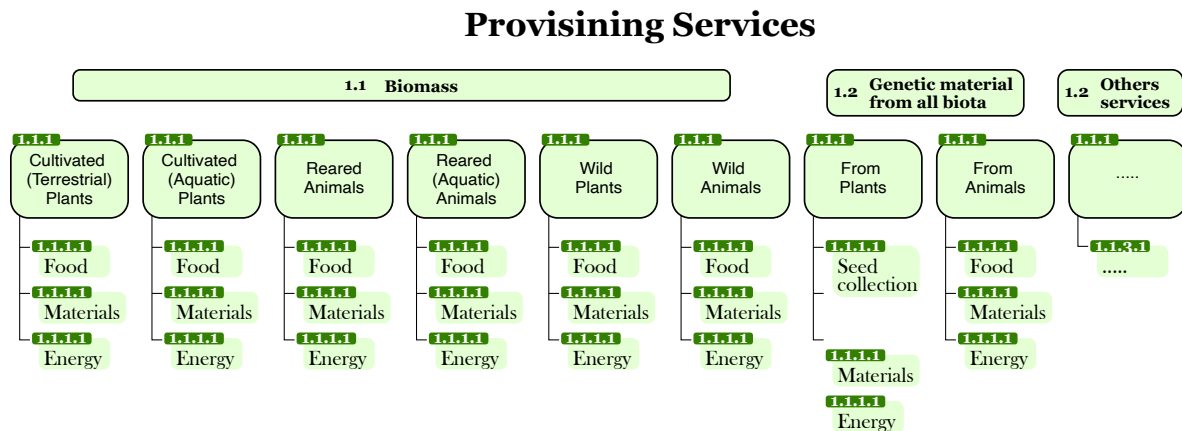 Provisining Services
1.1 Biomass
1.2 Genetic material
from all biota
1.2 Others
services
1.1.1
Cultivated
(Terrestrial)
Plants
1.1.1.1
Food
1.1.1.1
Materials
1.1.1.1
Energy
1.1.1
Cultivated
(Aquatic)
Plants
1.1.1.1
Food
1.1.1.1
Materials
1.1.1.1
Energy
1.1.1
Reared
Animals
1.1.1.1
Food
1.1.1.1
Materials
1.1.1.1
Energy
1.1.1
Reared
(Aquatic)
Animals
1.1.1.1
Food
1.1.1.1
Materials
1.1.1.1
Energy
1.1.1
Wild
Plants
1.1.1.1
Food
1.1.1.1
Materials
1.1.1.1
Energy
1.1.1
Wild
Animals
1.1.1.1
Food
1.1.1.1
Materials
1.1.1.1
Energy
1.1.1
From
Plants
1.1.1.1
Seed
collection
1.1.1.1
Materials
1.1.1.1
Energy
1.1.1
From
Animals
1.1.1.1
Food
1.1.1.1
Materials
1.1.1.1
Energy
1.1.1
.....
1.1.3.1
.....